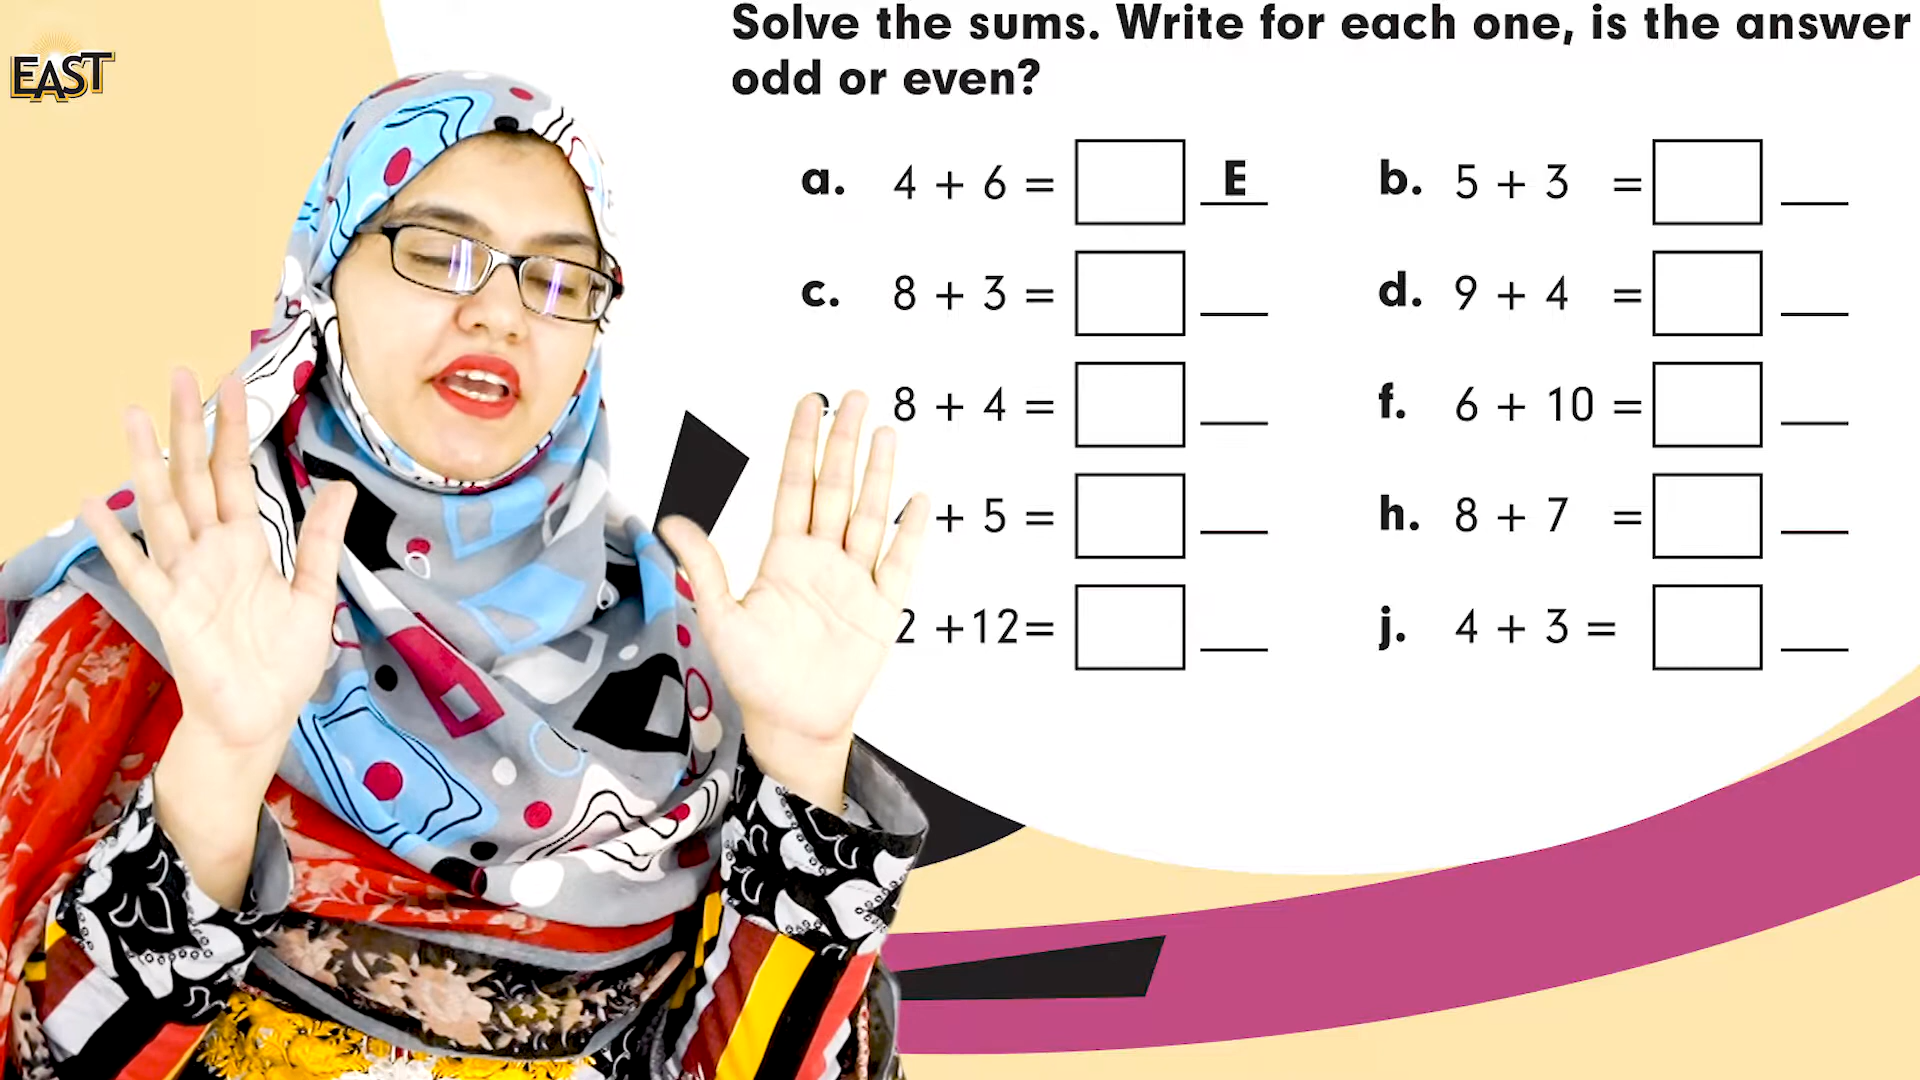 EAST
Solve the sums. Write for each one, is the answer
odd or even?
a. 4 + 6 = E b. 5 + 3 =
c. 8 + 3 = d. 9 + 4 =
8 + 4 = f. 6 + 10 =
+ 5 = h. 8 + 7 =
2 +12= j. 4 + 3 =